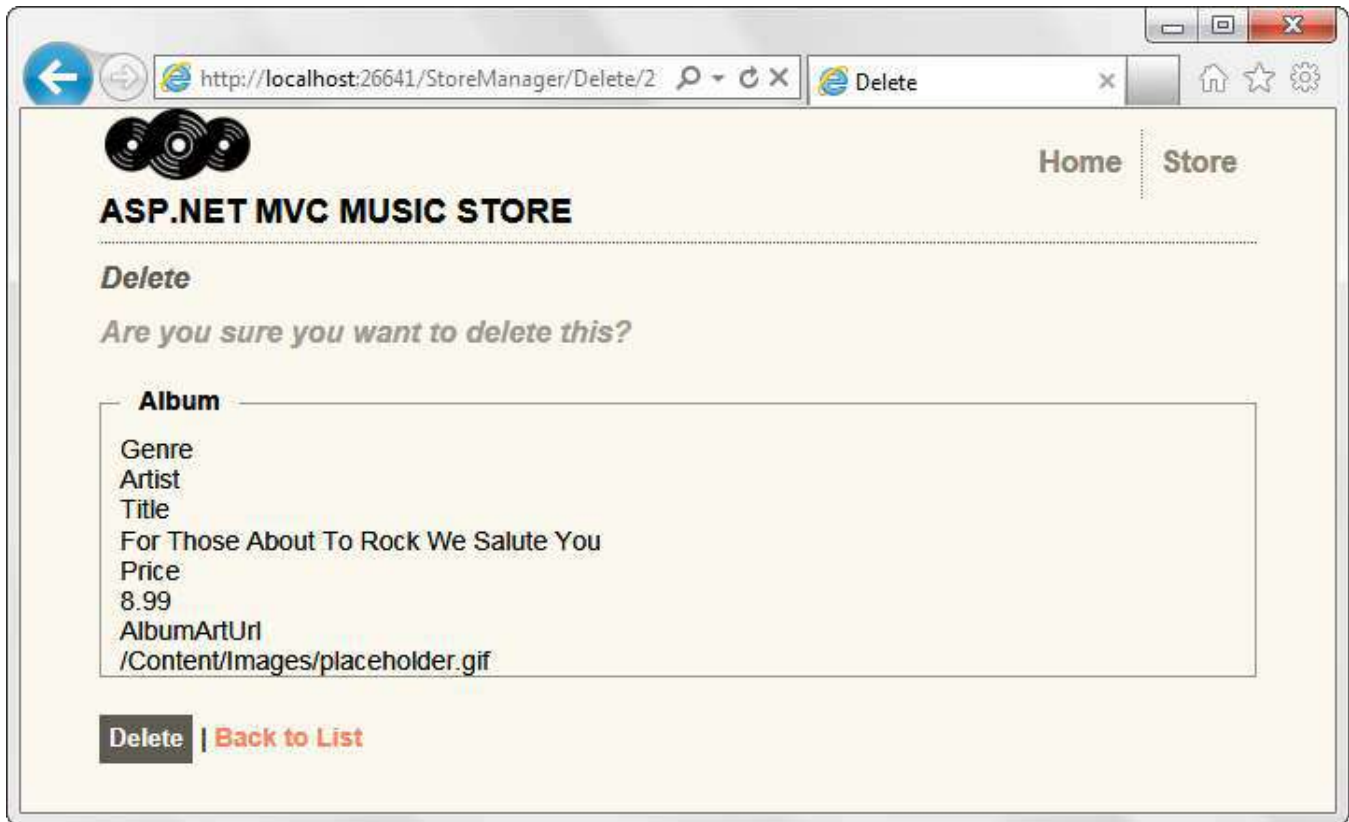 http://localhost:26641/StoreManager/Delete/2
Delete
Home
Store
ASP.NET MVC MUSIC STORE
Delete
Are you sure you want to delete this?
Album
Genre
Artist
Title
For Those About To Rock We Salute You
Price
8.99
AlbumArtUrl
/Content/Images/placeholder.gif
Delete | Back to List